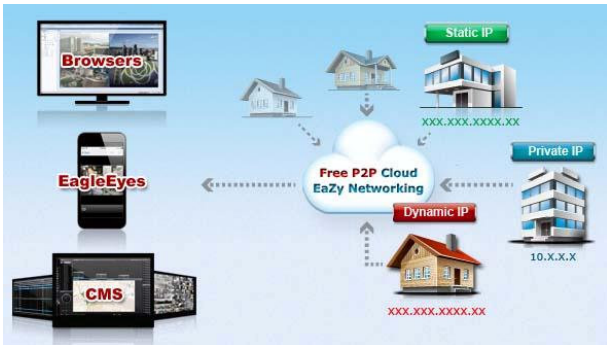 Browsers
EagleEyes
CMS
Free P2P Cloud
EaZy Networking
Static IP
xxx.xxx.xxxx.xx
Private IP
10.x.x.x
Dynamic IP
xxx.xxx.xxxx.xx